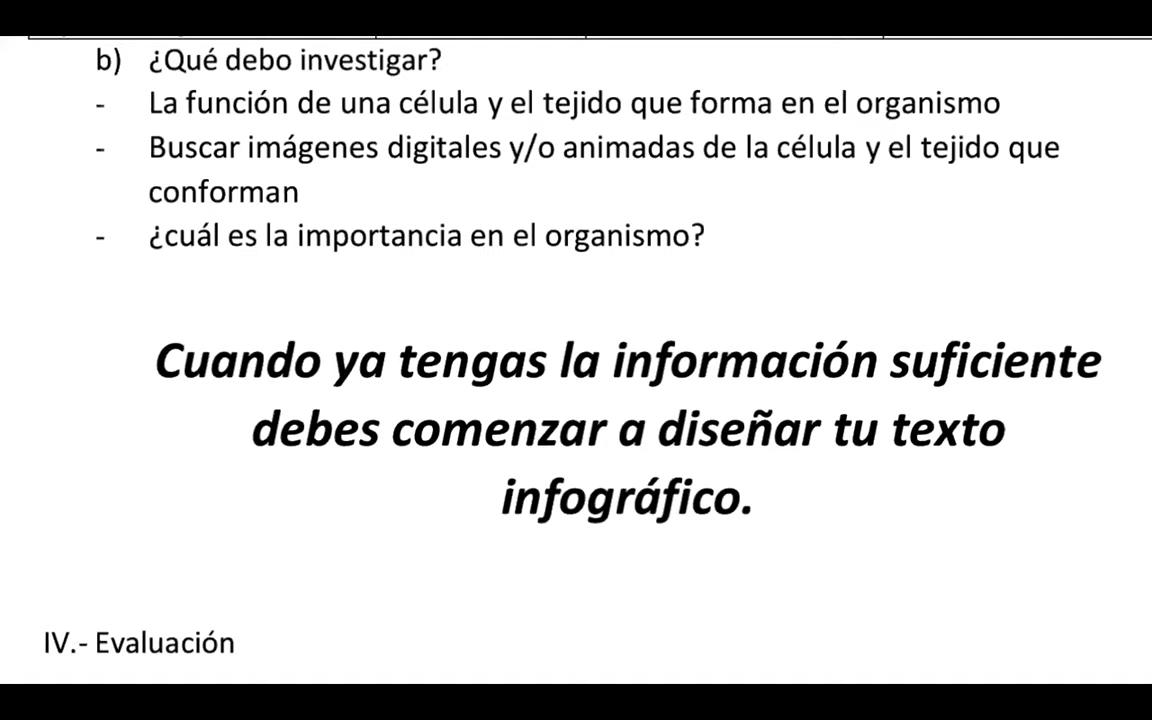 b) ¿Qué debo investigar?
- La función de una célula y el tejido que forma en el organismo
- Buscar imágenes digitales y/o animadas de la célula y el tejido que
conforman
- ¿cuál es la importancia en el organismo?
Cuando ya tengas la información suficiente
debes comenzar a diseñar tu texto
infográfico.
IV.- Evaluación